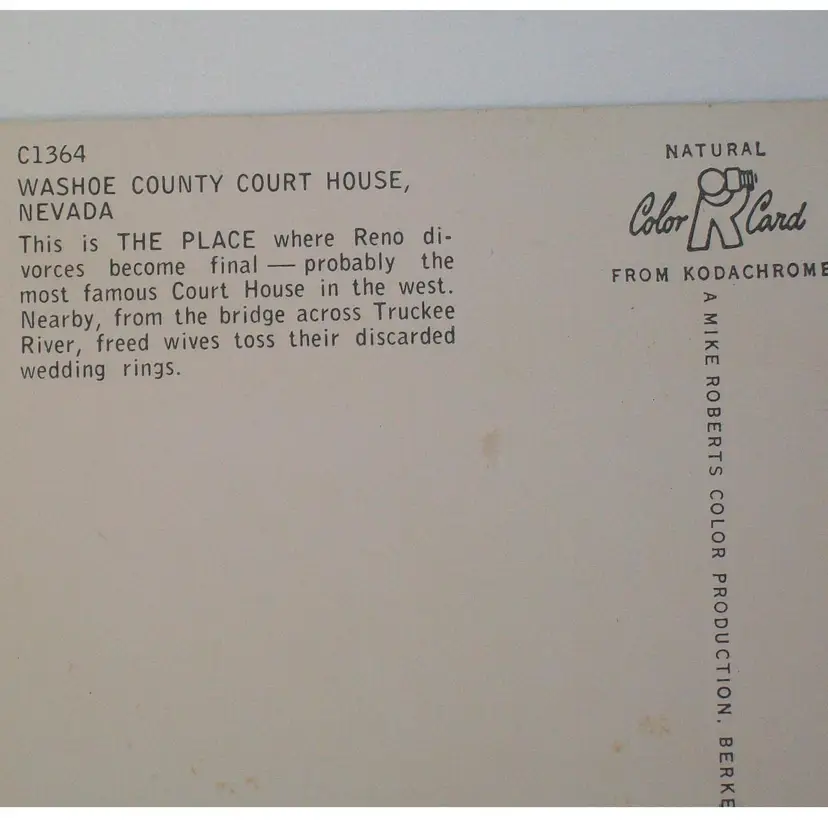 C1364
WASHOE COUNTY COURT HOUSE,
NEVADA
This is THE PLACE where Reno di-
vorces become final — probably the
most famous Court House in the west.
Nearby, from the bridge across Truckee
River, freed wives toss their discarded
wedding rings.
NATURAL
Color Card
FROM KODACHROME
A MIKE ROBERTS COLOR PRODUCTION. BERKE